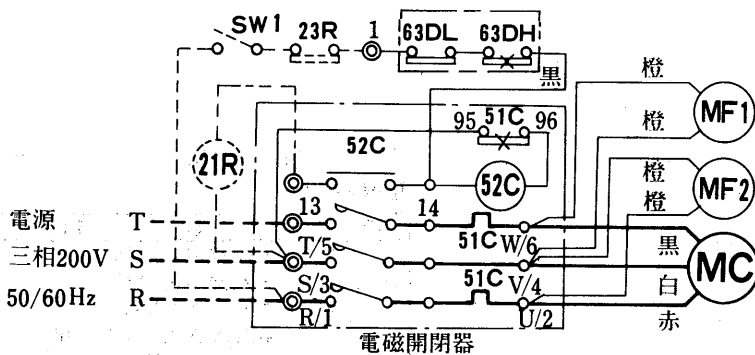 SW1 23R 1 63DL 63DH
黒
橙
MF1
橙
51C
95 96
52C
21R
52C
MF2
橙
橙
13 14
電源 T
T/5 51C W/6
黒
三相200V S
MC
S/3 51C V/4
白
50/60Hz R
R/1 U/2
赤
電磁開閉器